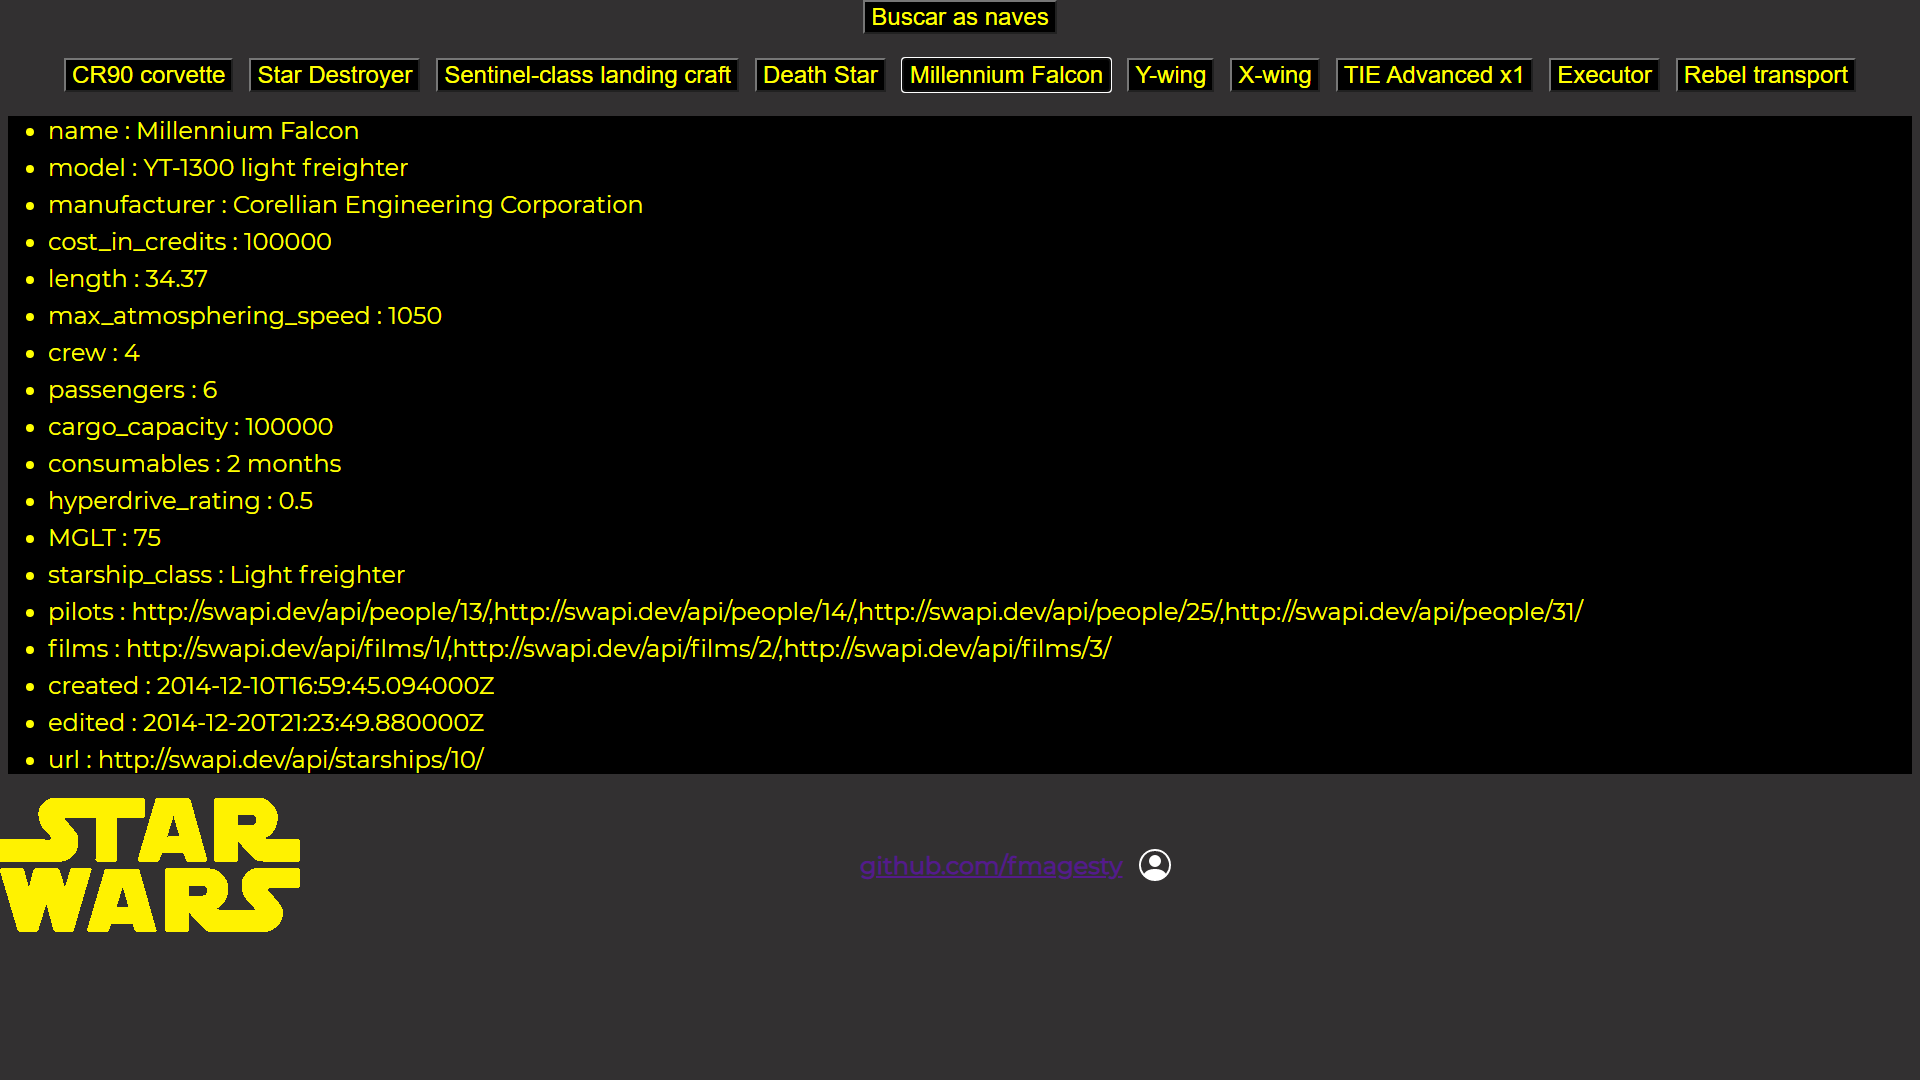 Buscar as naves
CR90 corvette Star Destroyer Sentinel-class landing craft Death Star Millennium Falcon Y-wing X-wing TIE Advanced x1 Executor Rebel transport
name : Millennium Falcon
model : YT-1300 light freighter
manufacturer : Corellian Engineering Corporation
cost_in_credits : 100000
length : 34.37
max_atmosphering_speed : 1050
crew : 4
passengers : 6
cargo_capacity : 100000
consumables : 2 months
hyperdrive_rating : 0.5
MGLT : 75
starship_class : Light freighter
pilots : http://swapi.dev/api/people/13/,http://swapi.dev/api/people/14/,http://swapi.dev/api/people/25/,http://swapi.dev/api/people/31/
films : http://swapi.dev/api/films/1/,http://swapi.dev/api/films/2/,http://swapi.dev/api/films/3/
created : 2014-12-10T16:59:45.094000Z
edited : 2014-12-20T21:23:49.880000Z
url : http://swapi.dev/api/starships/10/
STAR
WARS
github.com/fmagesty